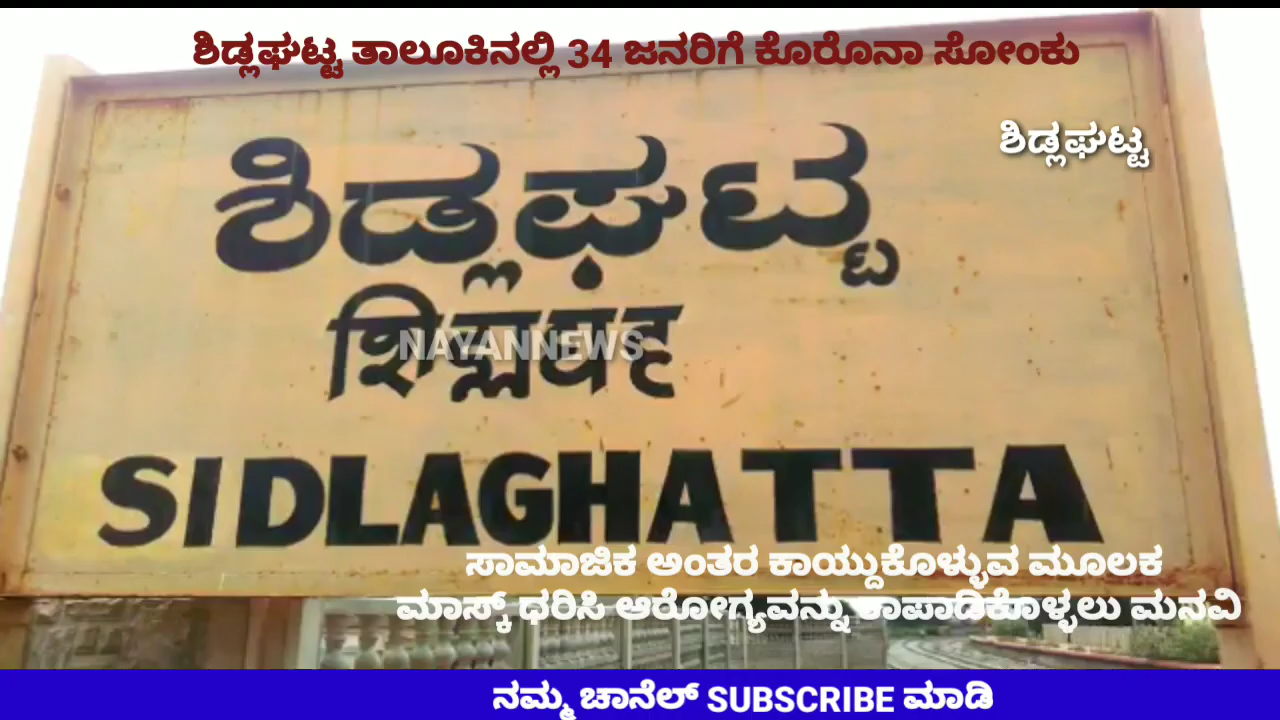 ಶಿಡ್ಲಘಟ್ಟ ತಾಲೂಕಿನಲ್ಲಿ 34 ಜನರಿಗೆ ಕೊರೊನಾ ಸೋಂಕು
ಶಿಡ್ಲಘಟ್ಟ
ಶಿಡ್ಲಘಟ್ಟ
NAYANNEWS
SIDLAGHATTA
ಸಾಮಾಜಿಕ ಅಂತರ ಕಾಯ್ದುಕೊಳ್ಳುವ ಮೂಲಕ
ಮಾಸ್ಕ್ ಧರಿಸಿ ಆರೋಗ್ಯವನ್ನು ಕಾಪಾಡಿಕೊಳ್ಳಲು ಮನವಿ
ನಮ್ಮ ಚಾನೆಲ್ SUBSCRIBE ಮಾಡಿ